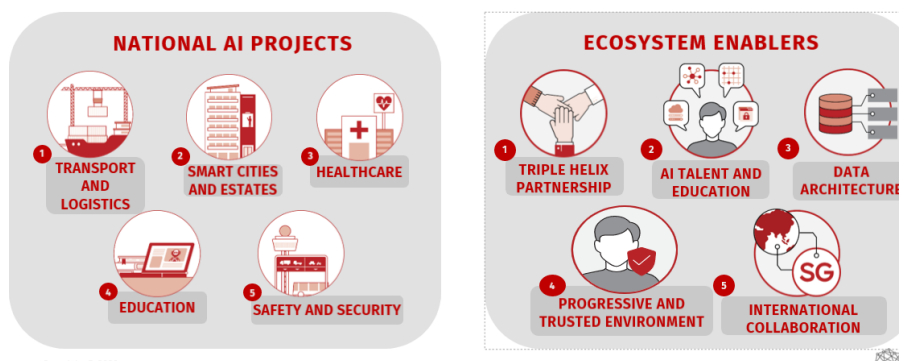 NATIONAL AI PROJECTS
1
TRANSPORT
AND
LOGISTICS
2
SMART CITIES
AND ESTATES
3
HEALTHCARE
4
EDUCATION
5
SAFETY AND SECURITY
ECOSYSTEM ENABLERS
1
TRIPLE HELIX
PARTNERSHIP
2
AI TALENT AND
EDUCATION
3
DATA
ARCHITECTURE
4
PROGRESSIVE AND
TRUSTED ENVIRONMENT
SG
5
INTERNATIONAL
COLLABORATION